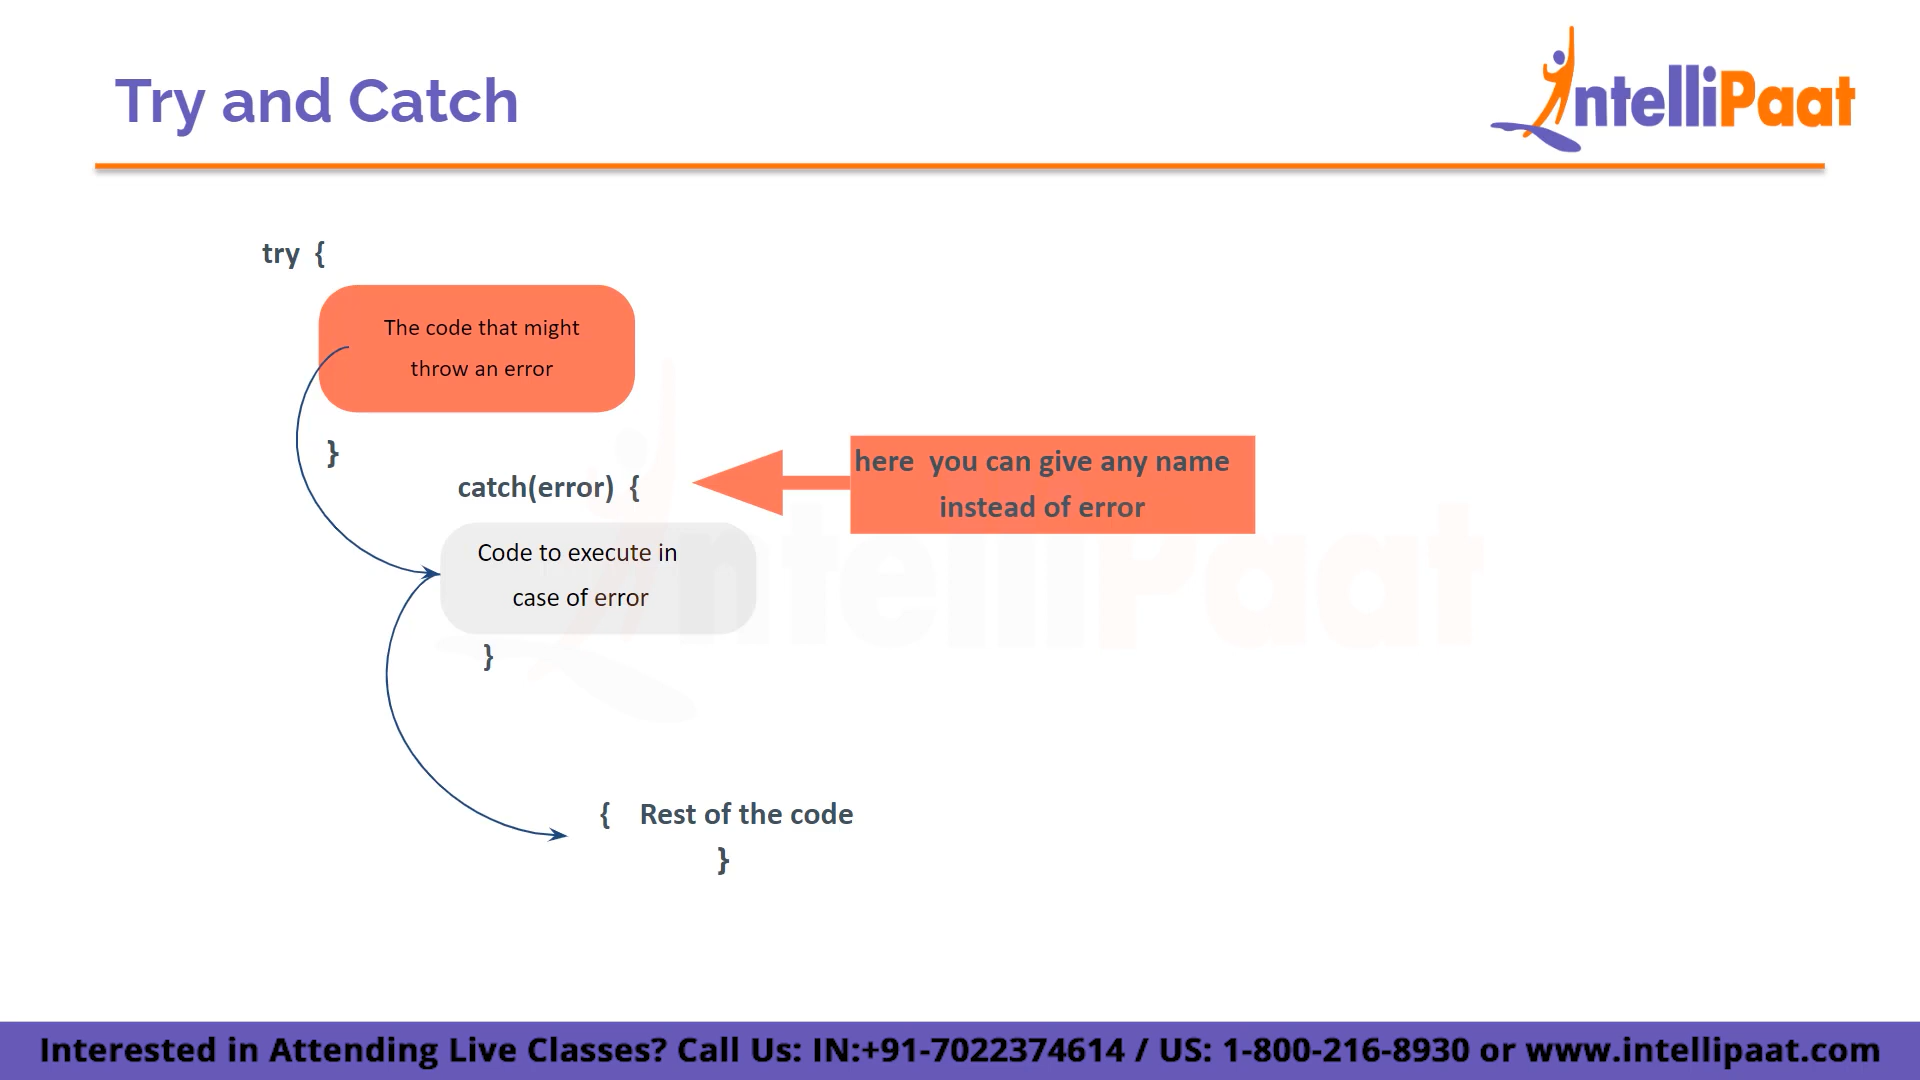 Try and Catch
IntelliPaat
try {
The code that might
throw an error
}
catch(error) {
here you can give any name
instead of error
Code to execute in
case of error
}
{ Rest of the code
}
IntelliPaat
Interested in Attending Live Classes? Call Us: IN:+91-7022374614 / US: 1-800-216-8930 or www.intellipaat.com